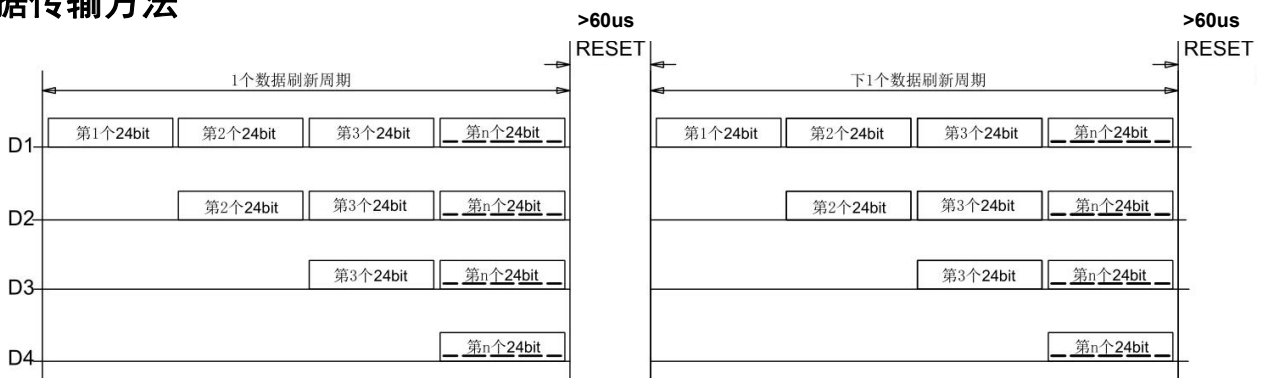 据传输方法
>60us >60us
RESET RESET
1个数据刷新周期 下1个数据刷新周期
D1 第1个24bit 第2个24bit 第3个24bit 第n个24bit 第1个24bit 第2个24bit 第3个24bit 第n个24bit
D2 第2个24bit 第3个24bit 第n个24bit 第2个24bit 第3个24bit 第n个24bit
D3 第3个24bit 第n个24bit 第3个24bit 第n个24bit
D4 第n个24bit 第n个24bit